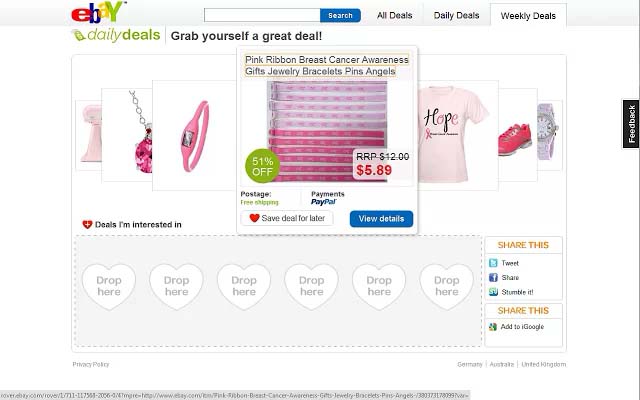 ebaY
Search
All Deals
Daily Deals
Weekly Deals
dailydeals
Grab yourself a great deal!
Pink Ribbon Breast Cancer Awareness
Gifts Jewelry Bracelets Pins Angels
51%
OFF
RRP $12.00
$5.89
Hope
Feedback
Postage:
Free shipping
Payments
PayPal
Save deal for later
View details
Deals I'm interested in
Drop
here
Drop
here
Drop
here
Drop
here
Drop
here
Drop
here
SHARE THIS
Tweet
Share
Stumble it!
SHARE THIS
Add to iGoogle
Privacy Policy
Germany | Australia | United Kingdom
rover.ebay.com/rover/1/711-117568-2056-0/4?mpre=http://www.ebay.com/itm/Pink-Ribbon-Breast-Cancer-Awareness-Gifts-Jewelry-Bracelets-Pins-Angels-/380373178099?var=